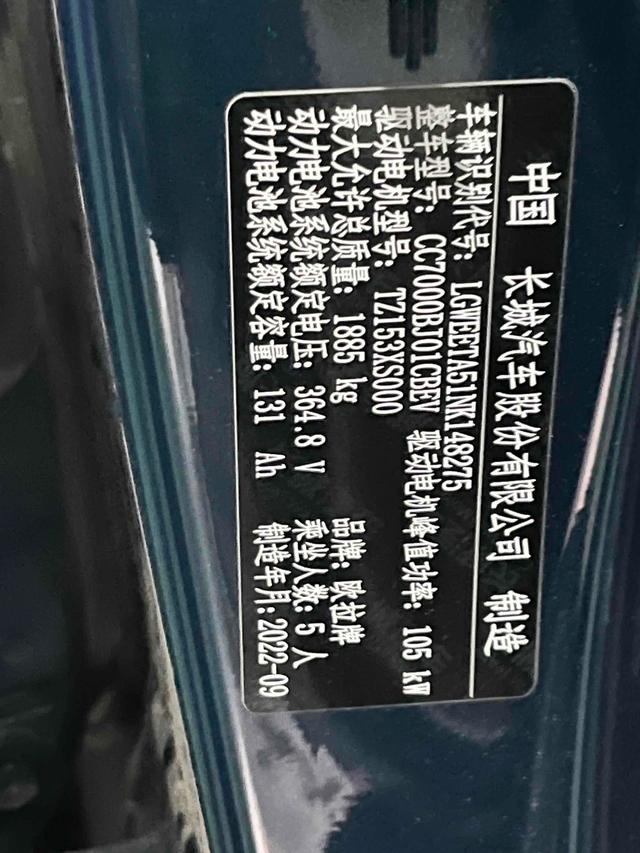 中国 长城汽车股份有限公司 制造
车辆识别代号: LGWEETA51NK148275
整车型号: CC7000BJ01CBEV 驱动电机峰值功率: 105 kW
驱动电机型号: TZ153XS000
最大允许总质量: 1885 kg 品牌: 欧拉牌
动力电池系统额定电压: 364.8 V 乘坐人数: 5 人
动力电池系统额定容量: 131 Ah 制造年月: 2022-09